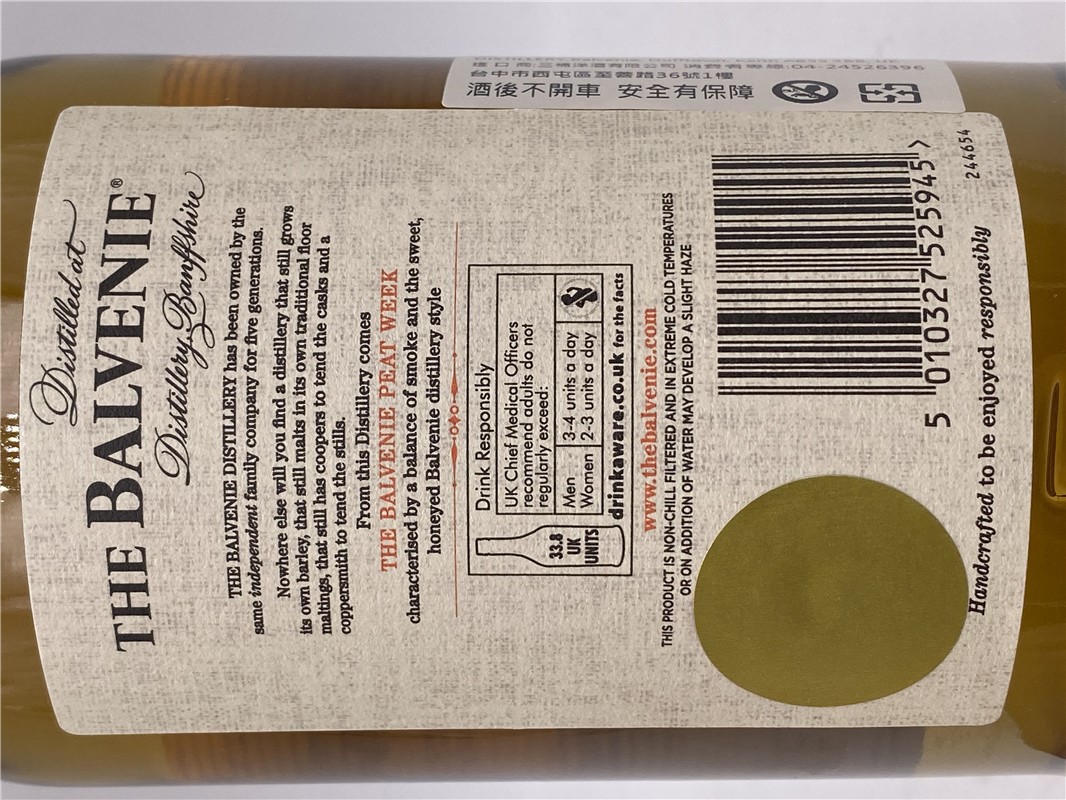 Distilled at
THE BALVENIE®
Distillery, Banffshire
THE BALVENIE DISTILLERY has been owned by the
same independent family company for five generations.
Nowhere else will you find a distillery that still grows
its own barley, that still malts in its own traditional floor
maltings, that still has coopers to tend the casks and a
coppersmith to tend the stills.
From this Distillery comes
THE BALVENIE PEAT WEEK
characterised by a balance of smoke and the sweet,
honeyed Balvenie distillery style
Drink Responsibly
UK Chief Medical Officers
recommend adults do not
regularly exceed:
Men 3-4 units a day
Women 2-3 units a day
33.8
UK
UNITS
drinkaware.co.uk for the facts
www.thebalvenie.com
THIS PRODUCT IS NON-CHILL FILTERED AND IN EXTREME COLD TEMPERATURES
OR ON ADDITION OF WATER MAY DEVELOP A SLIGHT HAZE
5 010327 525945 >
Handcrafted to be enjoyed responsibly
244654
進口商:三橋洋酒有限公司 消費者專線:04-24526396
台中市西屯區至善路36號1樓
酒後不開車 安全有保障